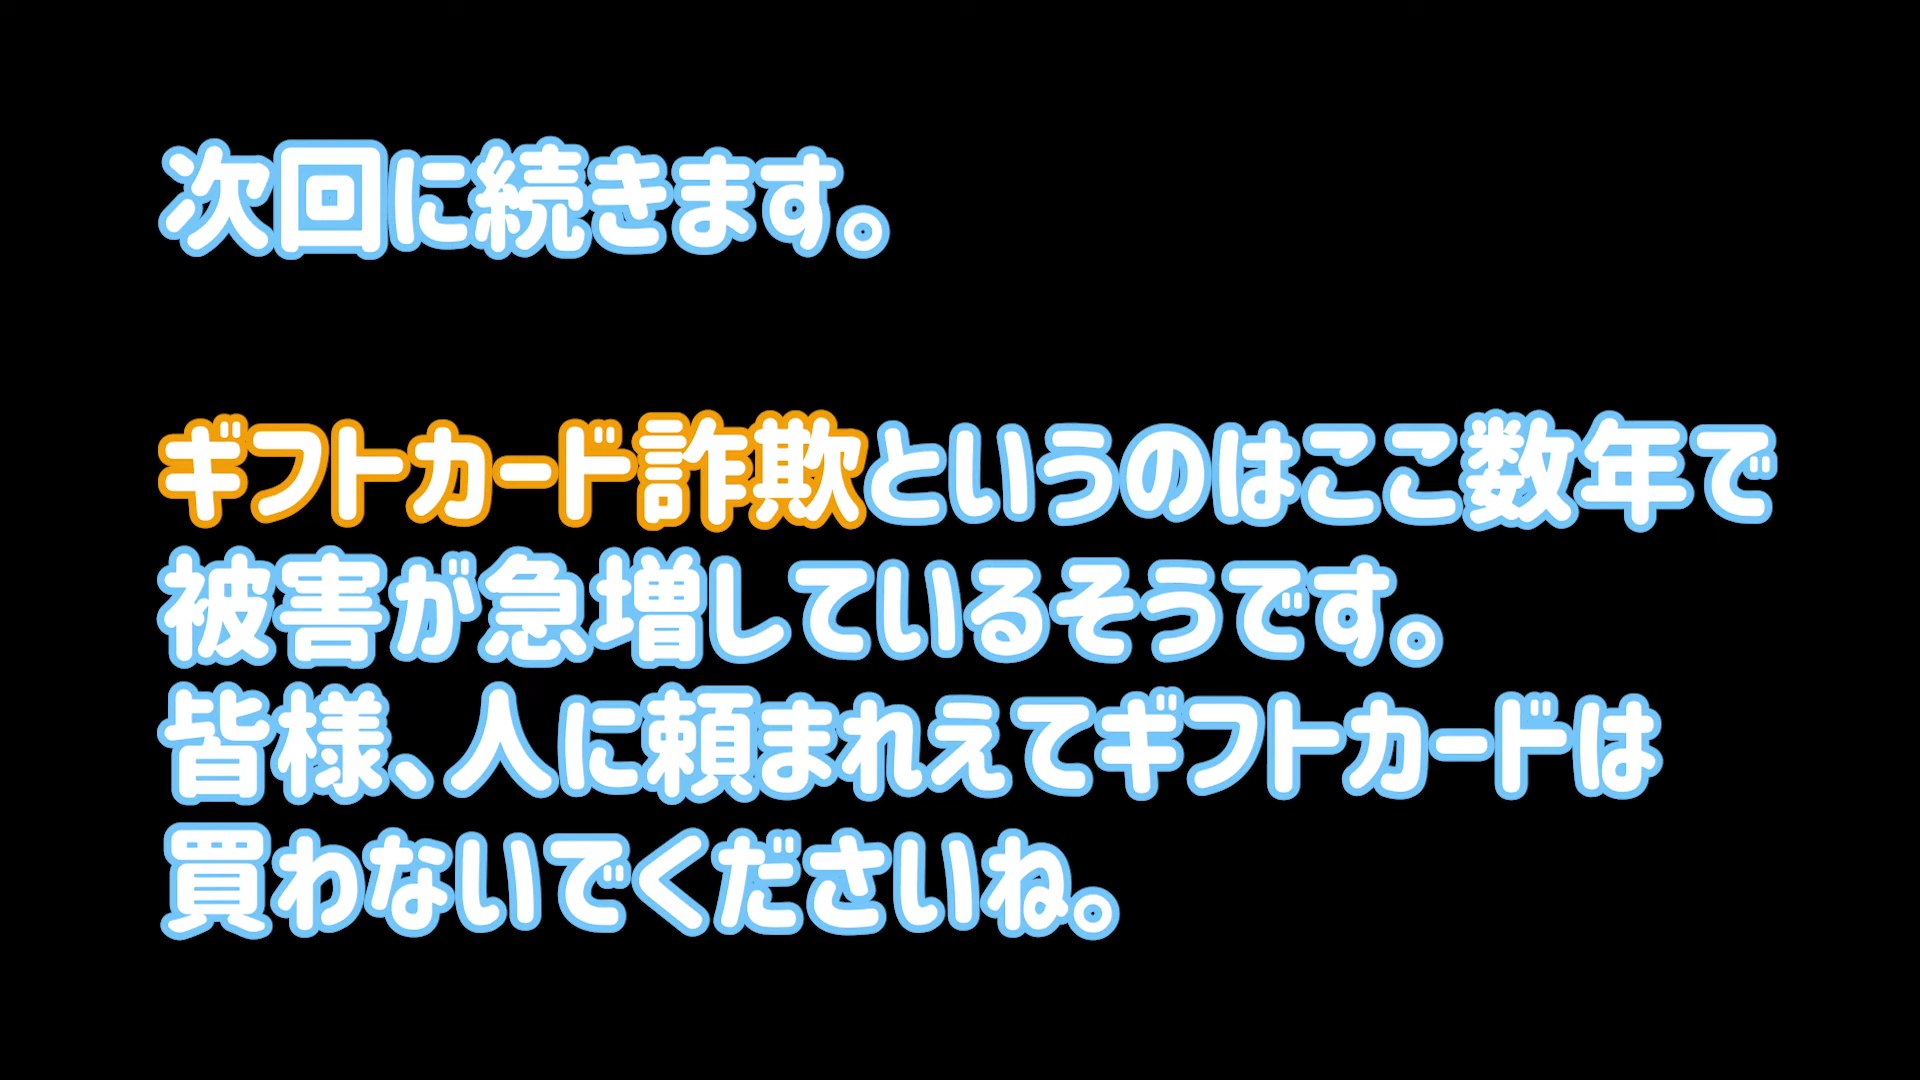 次回に続きます。
ギフトカード詐欺というのはここ数年で
被害が急増しているそうです。
皆様、人に頼まれえてギフトカードは
買わないでくださいね。